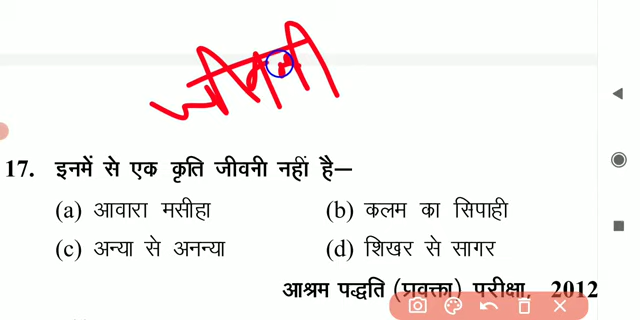 जीवनी
17. इनमें से एक कृति जीवनी नहीं है—
(a) आवारा मसीहा (b) कलम का सिपाही
(c) अन्या से अनन्या (d) शिखर से सागर
आश्रम पद्धति (प्रवक्ता) परीक्षा, 2012